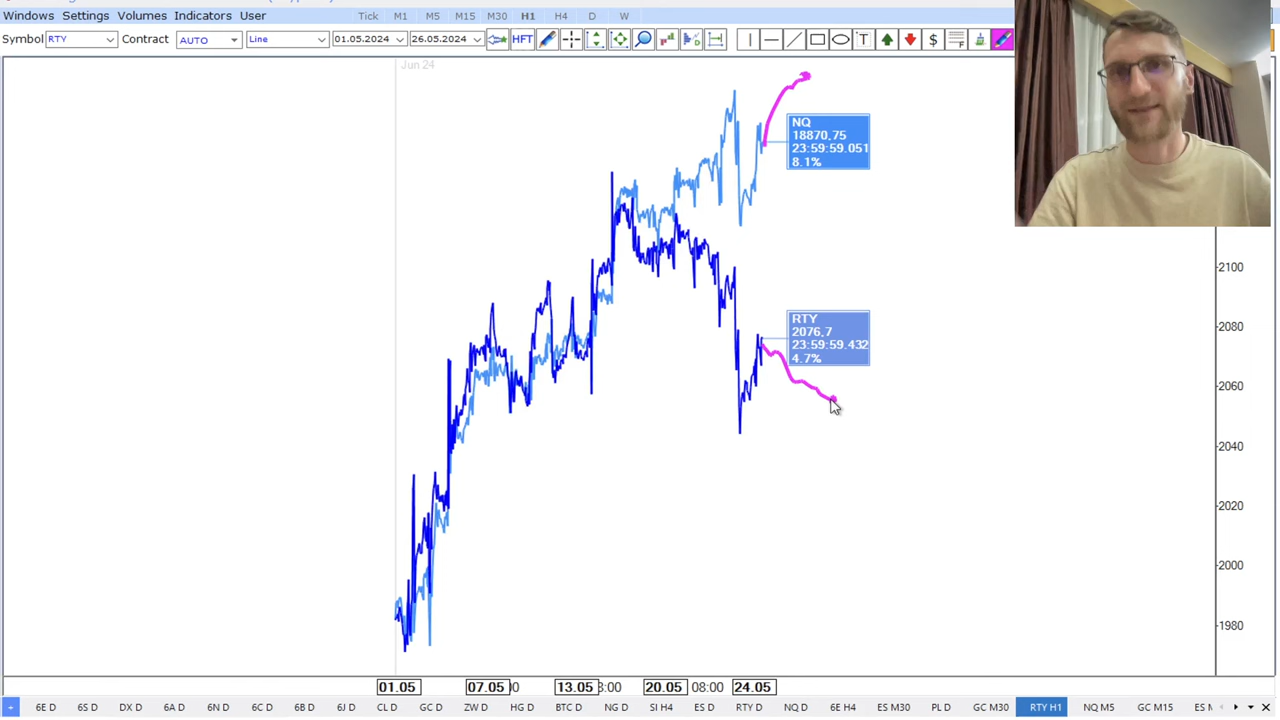 Windows Settings Volumes Indicators User Tick M1 M5 M15 M30 H1 H4 D W
Symbol RTY Contract AUTO Line 01.05.2024 26.05.2024 HFT T $
Jun 24
NQ
18870,75
23:59:59.051
8.1%
2100
RTY
2076,7
23:59:59.432
4.7%
2080
2060
2040
2020
2000
1980
01.05 07.05 13.05 20.05 08:00 24.05
6E D 6S D DX D 6A D 6N D 6C D 6B D 6J D CL D GC D ZW D HG D BTC D NG D SI H4 ES D RTY D NQ D 6E H4 ES M30 PL D GC M30 RTY H1 NQ M5 GC M15